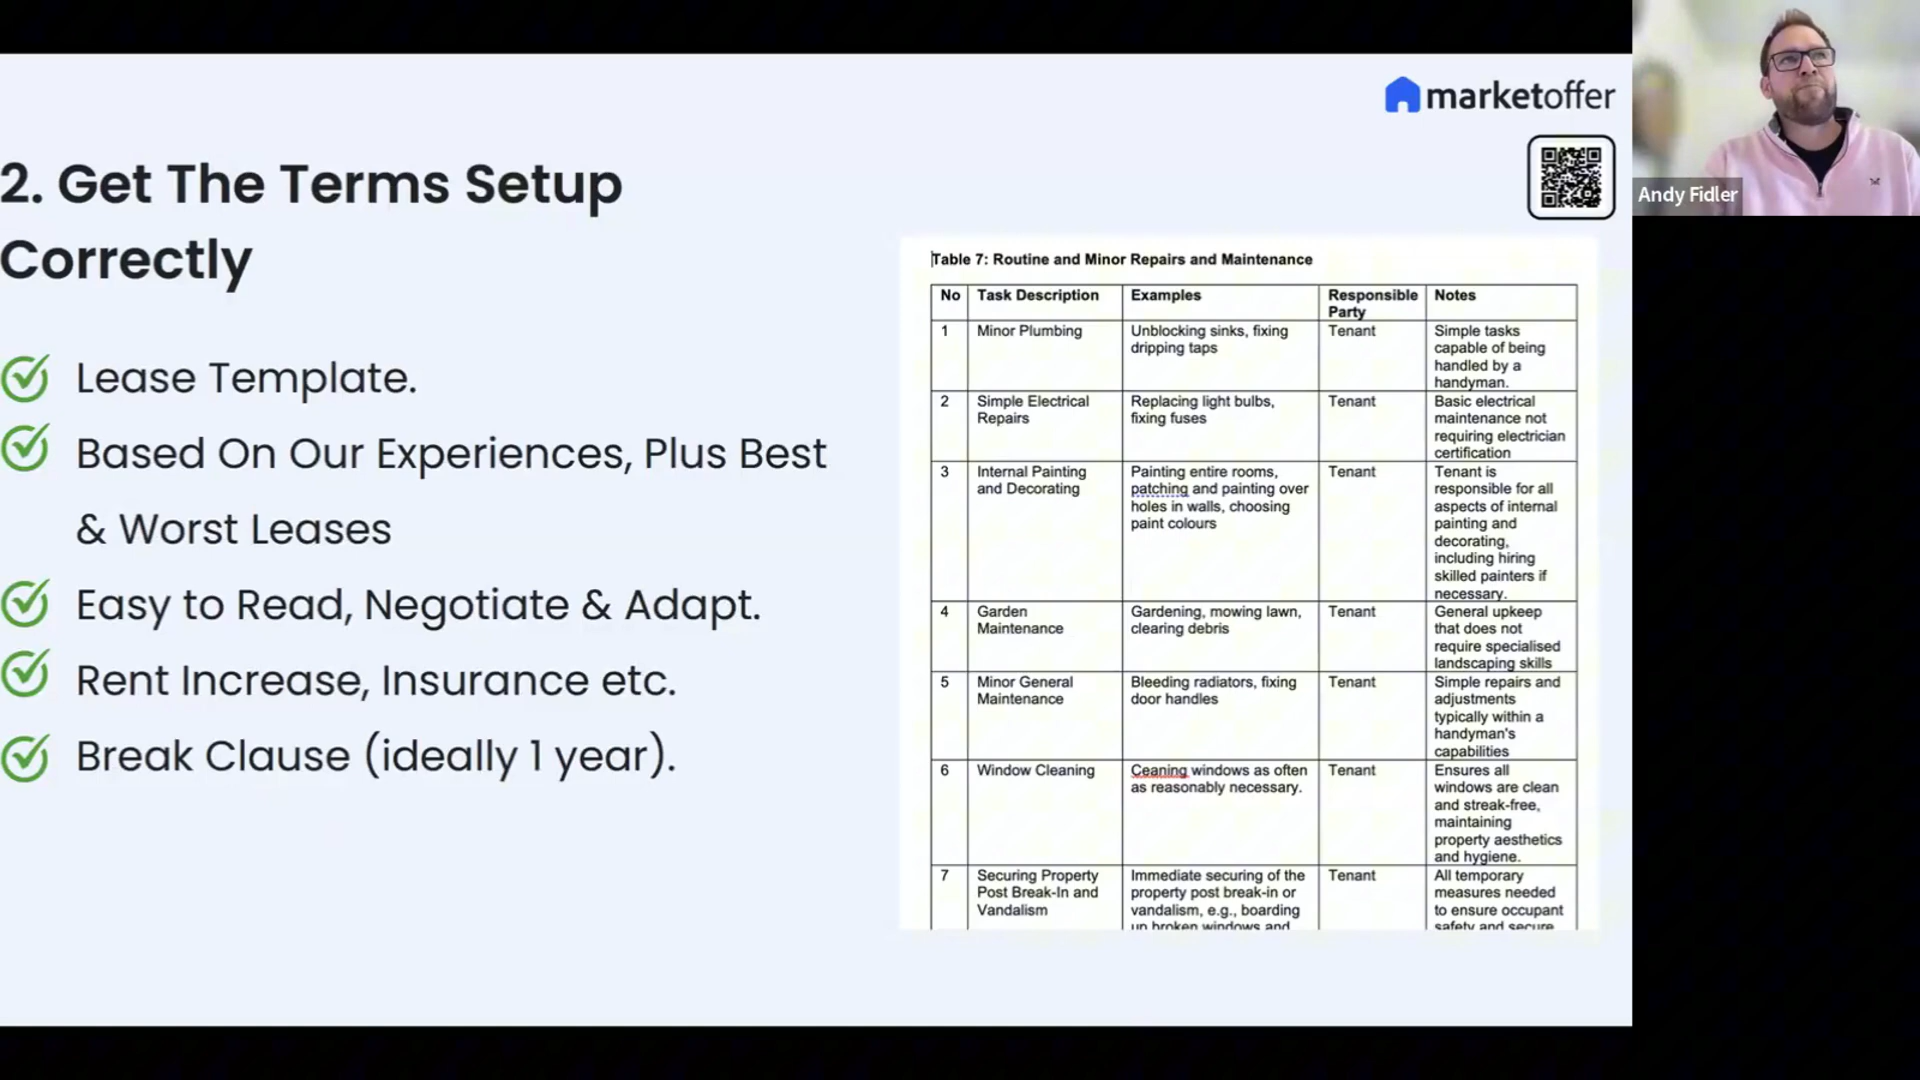 marketoffer
2. Get The Terms Setup
Correctly
Lease Template.
Based On Our Experiences, Plus Best
& Worst Leases
Easy to Read, Negotiate & Adapt.
Rent Increase, Insurance etc.
Break Clause (ideally 1 year).
Table 7: Routine and Minor Repairs and Maintenance
No Task Description Examples Responsible Party Notes
1 Minor Plumbing Unblocking sinks, fixing dripping taps Tenant Simple tasks capable of being handled by a handyman.
2 Simple Electrical Repairs Replacing light bulbs, fixing fuses Tenant Basic electrical maintenance not requiring electrician certification
3 Internal Painting and Decorating Painting entire rooms, patching and painting over holes in walls, choosing paint colours Tenant Tenant is responsible for all aspects of internal painting and decorating, including hiring skilled painters if necessary.
4 Garden Maintenance Gardening, mowing lawn, clearing debris Tenant General upkeep that does not require specialised landscaping skills
5 Minor General Maintenance Bleeding radiators, fixing door handles Tenant Simple repairs and adjustments typically within a handyman's capabilities
6 Window Cleaning Ceaning windows as often as reasonably necessary. Tenant Ensures all windows are clean and streak-free, maintaining property aesthetics and hygiene.
7 Securing Property Post Break-In and Vandalism Immediate securing of the property post break-in or vandalism, e.g., boarding up broken windows and Tenant All temporary measures needed to ensure occupant safety and secure
Andy Fidler